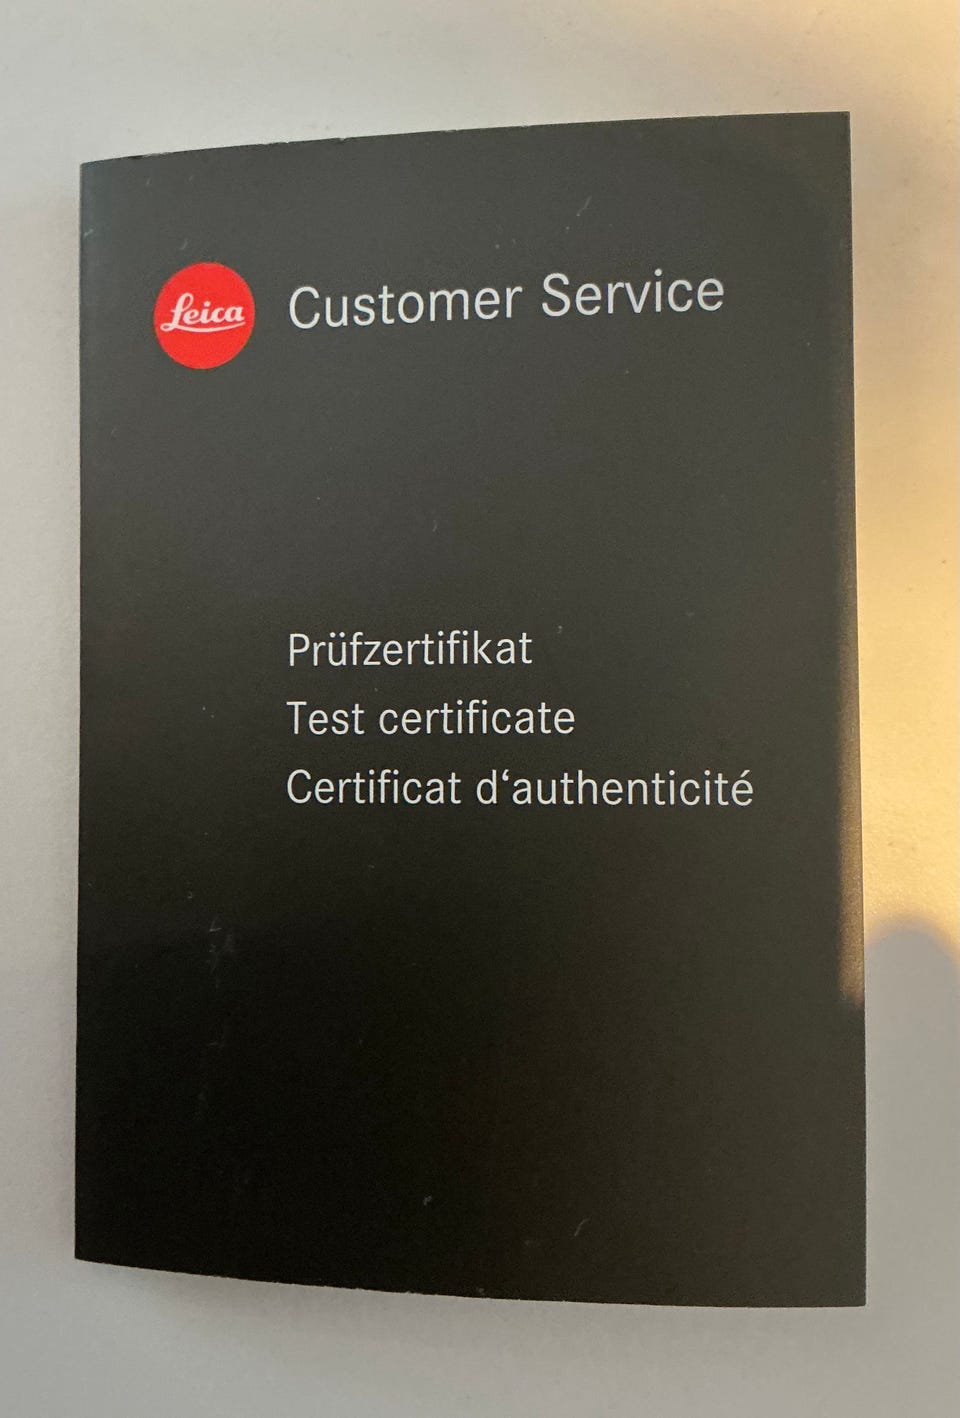 Leica Customer Service
Prüfzertifikat
Test certificate
Certificat d‘authenticité